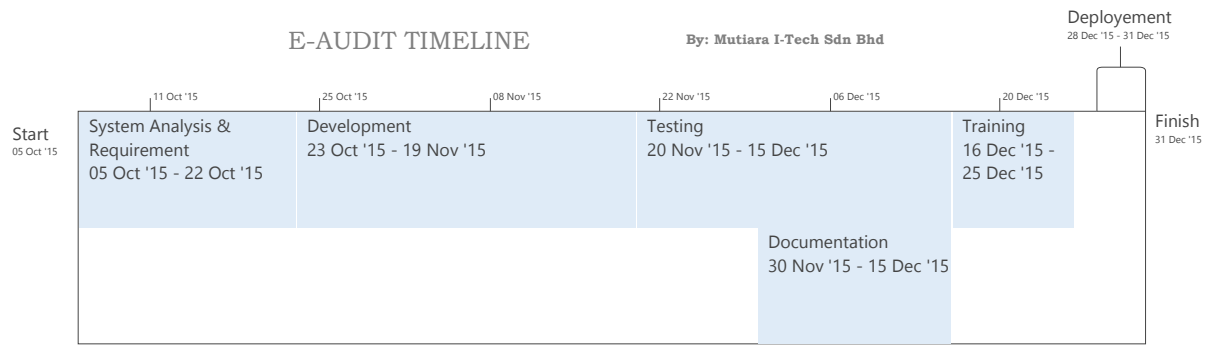 Deployement
28 Dec '15 - 31 Dec '15
E-AUDIT TIMELINE
By: Mutiara I-Tech Sdn Bhd
11 Oct '15
25 Oct '15
08 Nov '15
22 Nov '15
06 Dec '15
20 Dec '15
Start
05 Oct '15
System Analysis &
Requirement
05 Oct '15 - 22 Oct '15
Development
23 Oct '15 - 19 Nov '15
Testing
20 Nov '15 - 15 Dec '15
Training
16 Dec '15 -
25 Dec '15
Finish
31 Dec '15
Documentation
30 Nov '15 - 15 Dec '15